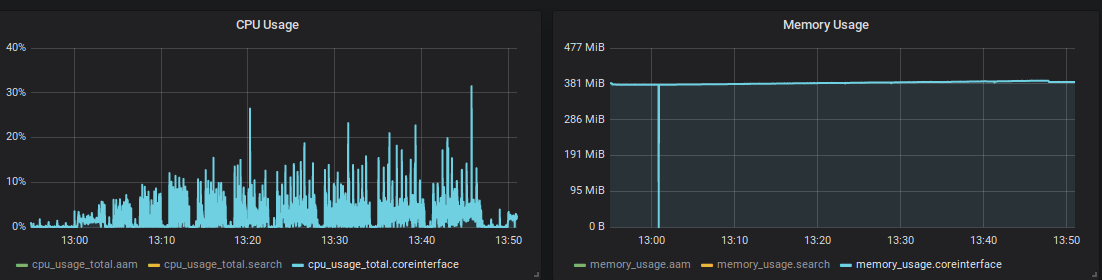 CPU Usage
40%
30%
20%
10%
0%
13:00 13:10 13:20 13:30 13:40 13:50
cpu_usage_total.aam cpu_usage_total.search cpu_usage_total.coreinterface
Memory Usage
477 MiB
381 MiB
286 MiB
191 MiB
95 MiB
0 B
13:00 13:10 13:20 13:30 13:40 13:50
memory_usage.aam memory_usage.search memory_usage.coreinterface